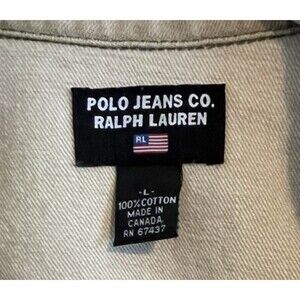 POLO JEANS CO.
RALPH LAUREN
RL
-L-
100% COTTON
MADE IN
CANADA
RN 67437